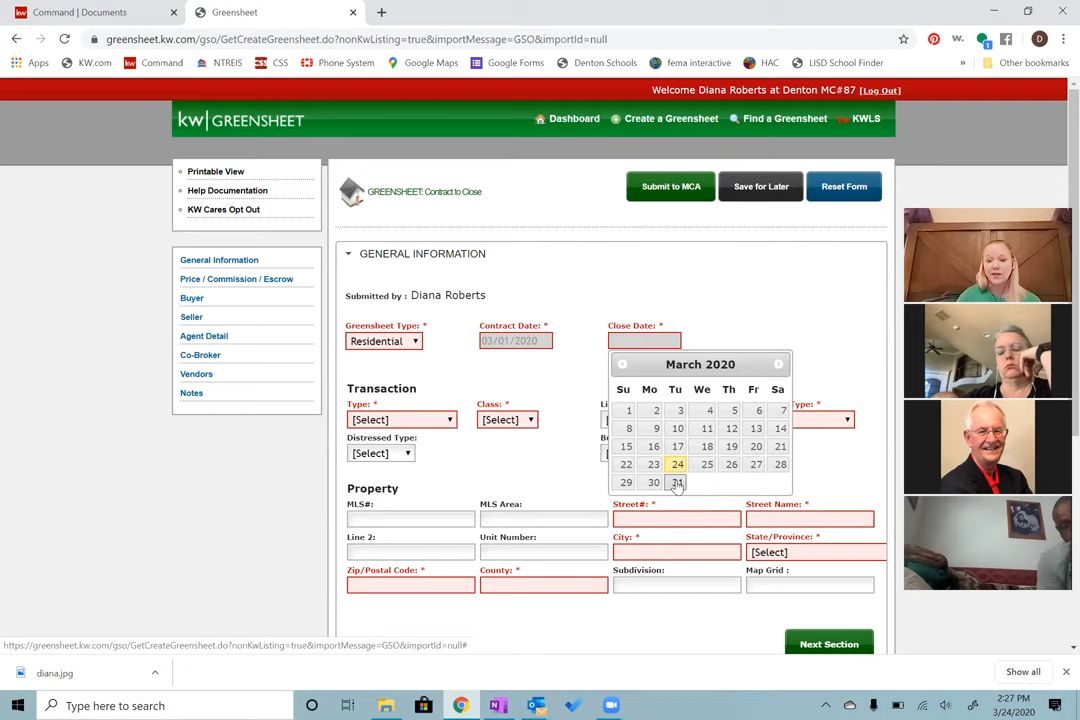 Command | Documents
Greensheet
greensheet.kw.com/gso/GetCreateGreensheet.do?nonKwListing=true&importMessage=GSO&importId=null
W.
1
D
Apps
KW.com
Command
NTREIS
CSS
Phone System
Google Maps
Google Forms
Denton Schools
fema interactive
HAC
LISD School Finder
»
Other bookmarks
Welcome Diana Roberts at Denton MC#87 [Log Out]
kw | GREENSHEET
Dashboard
Create a Greensheet
Find a Greensheet
kw KWLS
Printable View
Help Documentation
KW Cares Opt Out
General Information
Price / Commission / Escrow
Buyer
Seller
Agent Detail
Co-Broker
Vendors
Notes
GREENSHEET: Contract to Close
Submit to MCA
Save for Later
Reset Form
GENERAL INFORMATION
Submitted by : Diana Roberts
Greensheet Type: * Contract Date: * Close Date: *
Residential 03/01/2020
March 2020
Su Mo Tu We Th Fr Sa
1 2 3 4 5 6 7
8 9 10 11 12 13 14
15 16 17 18 19 20 21
22 23 24 25 26 27 28
29 30 31
Transaction
Type: * Class: * Li Type: *
[Select] [Select] [
Distressed Type: Bu
[Select] [
Property
MLS#: MLS Area: Street#: * Street Name: *
Line 2: Unit Number: City: * State/Province: *
[Select]
Zip/Postal Code: * County: * Subdivision: Map Grid :
Next Section
https://greensheet.kw.com/gso/GetCreateGreensheet.do?nonKwListing=true&importMessage=GSO&importId=null#
diana.jpg
Show all
Type here to search
2:27 PM
3/24/2020